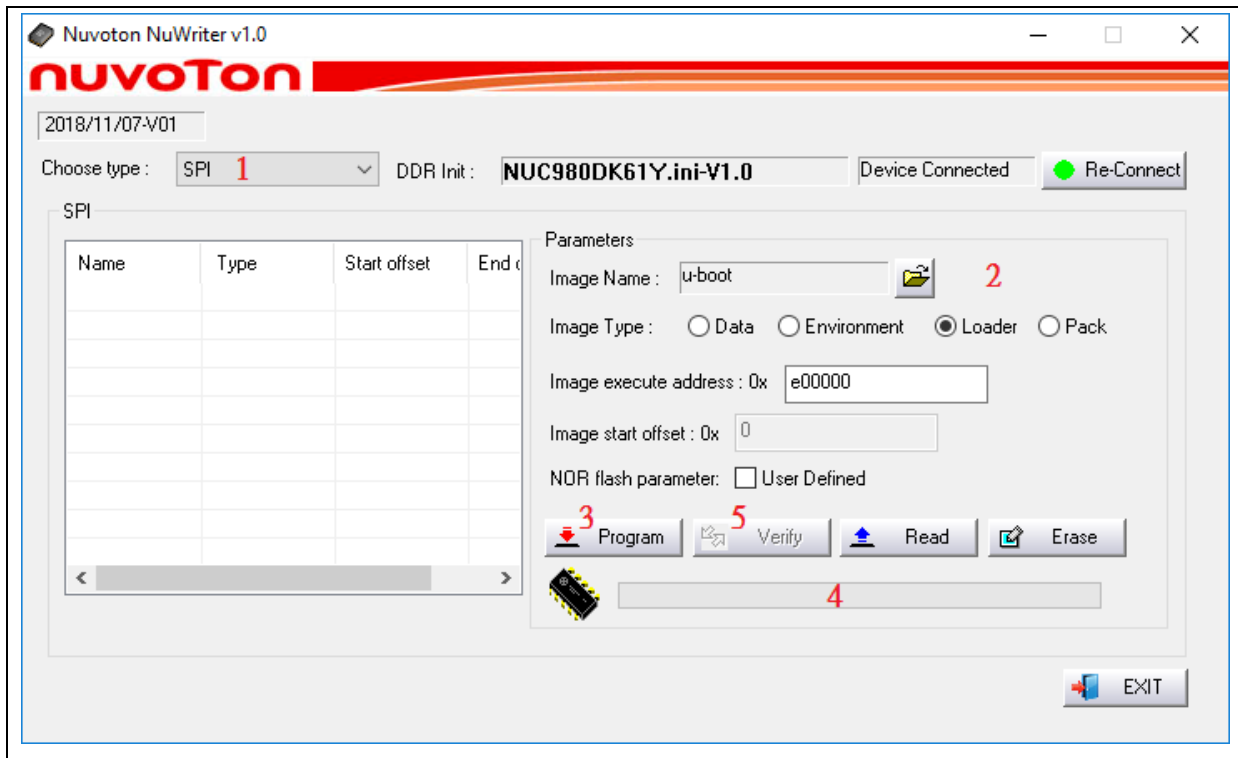 Nuvoton NuWriter v1.0
nuvoTon
2018/11/07-V01
Choose type : SPI 1 DDR Init : NUC980DK61Y.ini-V1.0 Device Connected Re-Connect
SPI
Name Type Start offset End
Parameters
Image Name : u-boot 2
Image Type : Data Environment Loader Pack
Image execute address : 0x e00000
Image start offset : 0x 0
NOR flash parameter: User Defined
3 Program 5 Verify Read Erase
4
EXIT